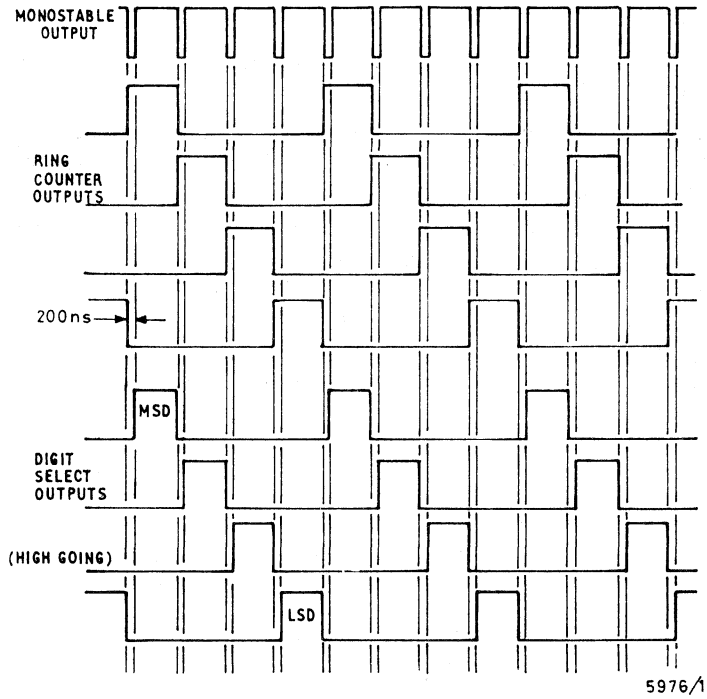 MONOSTABLE
OUTPUT
RING
COUNTER
OUTPUTS
200ns
MSD
DIGIT
SELECT
OUTPUTS
(HIGH GOING)
LSD
5976/1